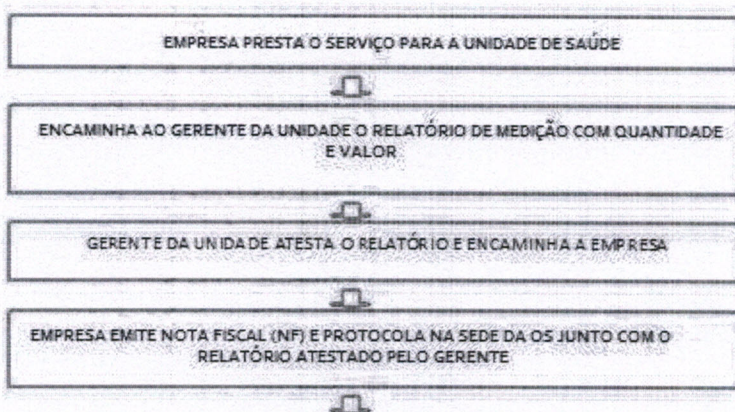 EMPRESA PRESTA O SERVIÇO PARA A UNIDADE DE SAÚDE
ENCAMINHA AO GERENTE DA UNIDADE O RELATÓRIO DE MEDIÇÃO COM QUANTIDADE
E VALOR
GERENTE DA UNIDADE ATESTA O RELATÓRIO E ENCAMINHA A EMPRESA
EMPRESA EMITE NOTA FISCAL (NF) E PROTOCOLA NA SEDE DA OS JUNTO COM O
RELATÓRIO ATESTADO PELO GERENTE